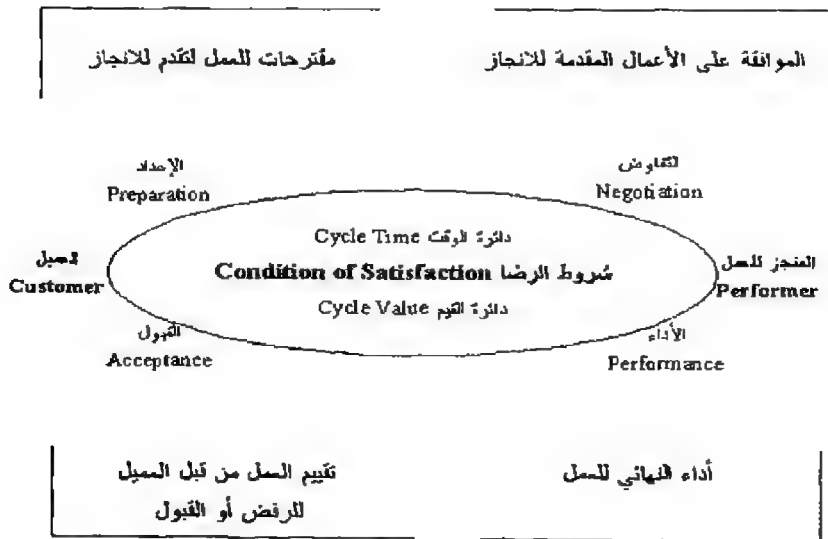 الموافقة على الأعمال المقدمة للانجاز
مقترحات للعمل لتقدم للانجاز
التفاوض
Negotiation
الإعداد
Preparation
دائرة الوقت Cycle Time
المنجز للعمل
Performer
شروط الرضا Condition of Satisfaction
العميل
Customer
دائرة القيم Cycle Value
الأداء
Performance
القبول
Acceptance
أداء النهائي للعمل
تقييم العمل من قبل العميل
للرفض أو القبول